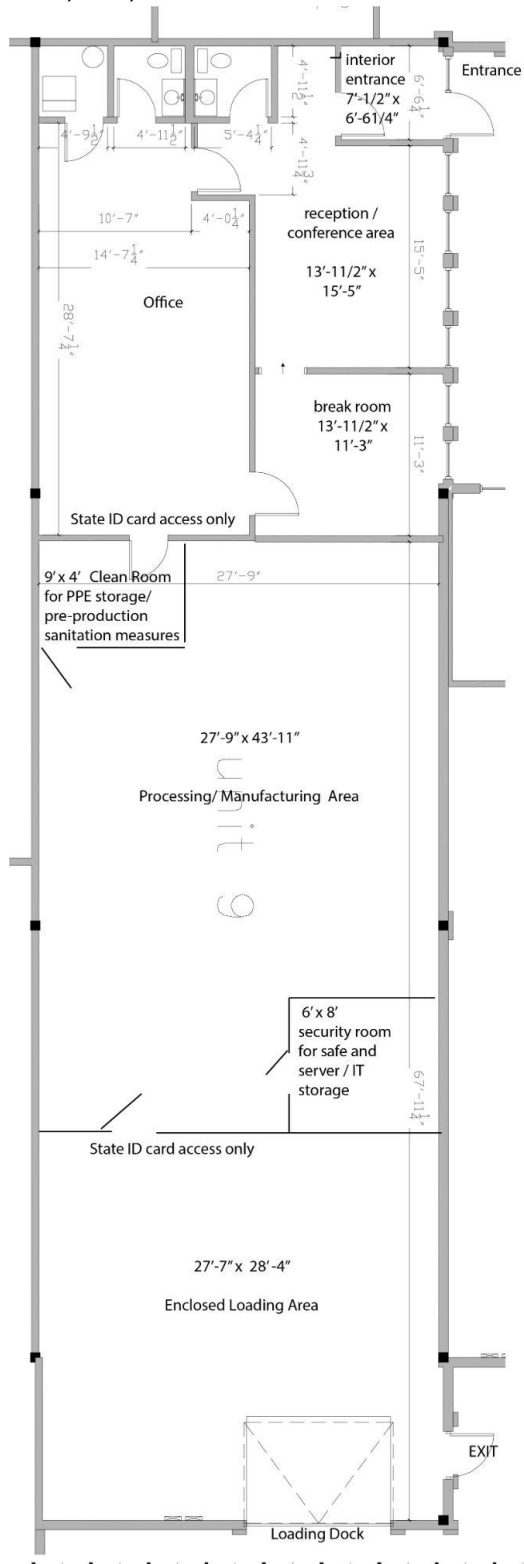 interior
entrance
7'-1/2" x
6'-61/4"
Entrance
6'-6 1/4"
4'-11 1/2"
4'-9 1/2"
4'-11 1/2"
5'-4 1/4"
4'-11 3/4"
10'-7"
4'-0 1/4"
14'-7 1/4"
reception /
conference area
13'-11/2" x
15'-5"
15'-5"
Office
28'-7 1/4"
break room
13'-11/2" x
11'-3"
11'-3"
State ID card access only
9' x 4' Clean Room
for PPE storage/
pre-production
sanitation measures
27'-9"
27'-9" x 43'-11"
Processing/ Manufacturing Area
unit 9
6' x 8'
security room
for safe and
server / IT
storage
67'-11 1/4"
State ID card access only
27'-7" x 28'-4"
Enclosed Loading Area
EXIT
Loading Dock